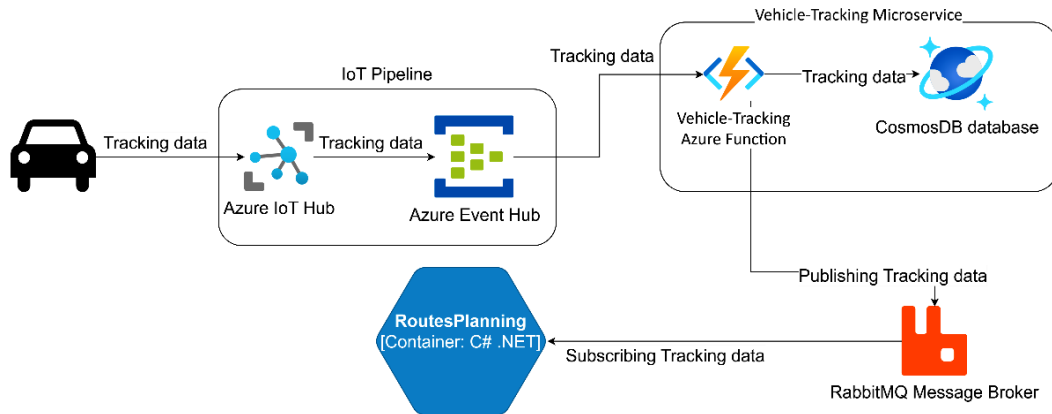 Vehicle-Tracking Microservice
IoT Pipeline
Tracking data
Tracking data
Tracking data
Tracking data
Vehicle-Tracking
Azure Function
CosmosDB database
Azure IoT Hub
Azure Event Hub
Publishing Tracking data
RoutesPlanning
[Container: C# .NET]
Subscribing Tracking data
RabbitMQ Message Broker